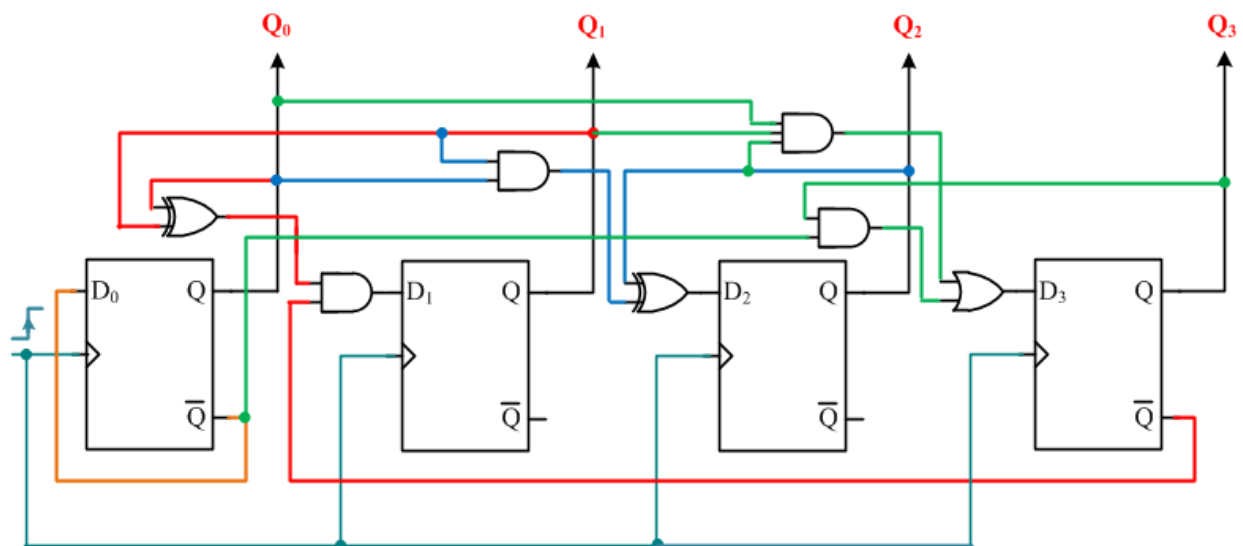 Q₀ Q₁ Q₂ Q₃
D₀ Q D₁ Q D₂ Q D₃ Q
Q̅ Q̅ Q̅ Q̅